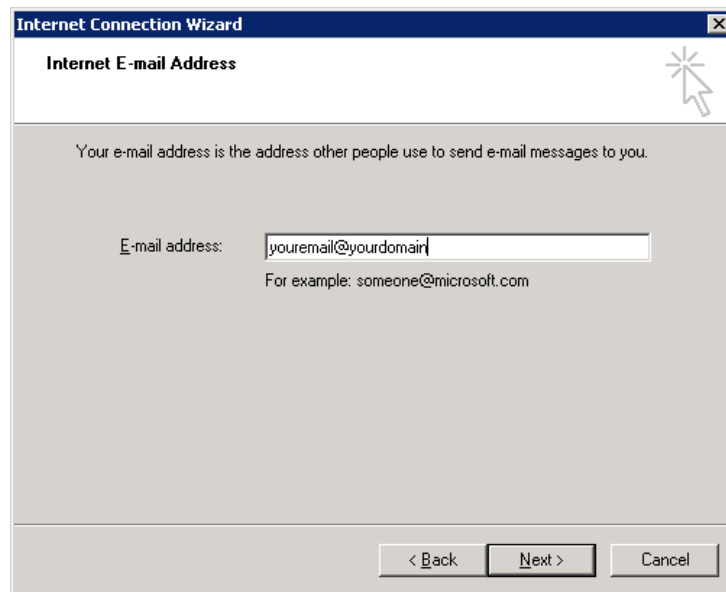 Internet Connection Wizard
Internet E-mail Address
Your e-mail address is the address other people use to send e-mail messages to you.
E-mail address: youremail@yourdomain
For example: someone@microsoft.com
< Back Next > Cancel